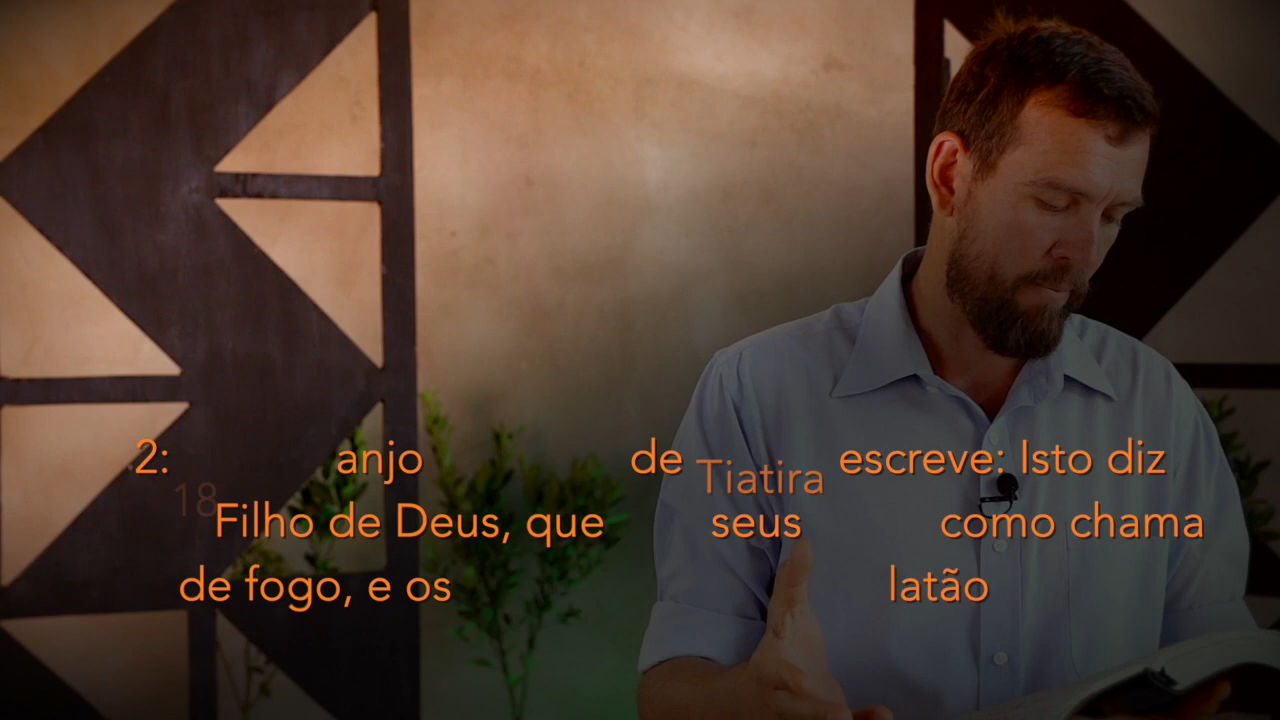 2:18 anjo de Tiatira escreve: Isto diz
Filho de Deus, que seus como chama
de fogo, e os latão